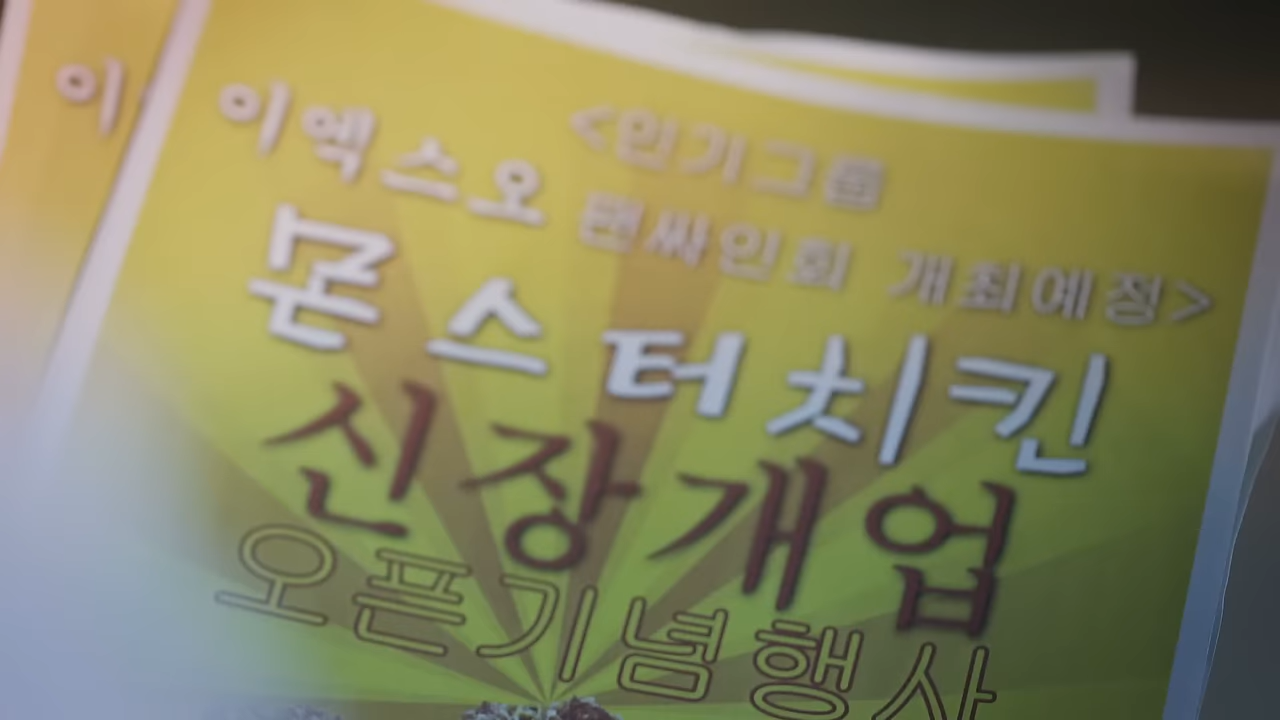 이
이엑스오
<인기그룹
팬싸인회 개최예정>
몬스터치킨
신장개업
오픈기념행사